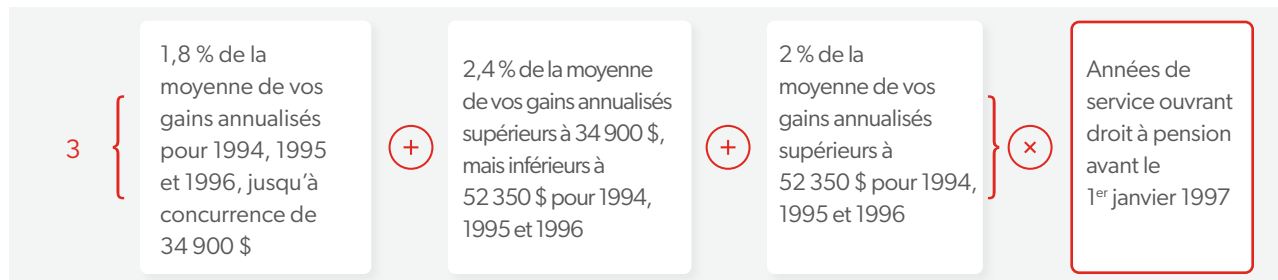 3
{
1,8 % de la
moyenne de vos
gains annualisés
pour 1994, 1995
et 1996, jusqu’à
concurrence de
34 900 $
+
2,4 % de la moyenne
de vos gains annualisés
supérieurs à 34 900 $,
mais inférieurs à
52 350 $ pour 1994,
1995 et 1996
+
2 % de la
moyenne de vos
gains annualisés
supérieurs à
52 350 $ pour 1994,
1995 et 1996
}
×
Années de
service ouvrant
droit à pension
avant le
1er janvier 1997